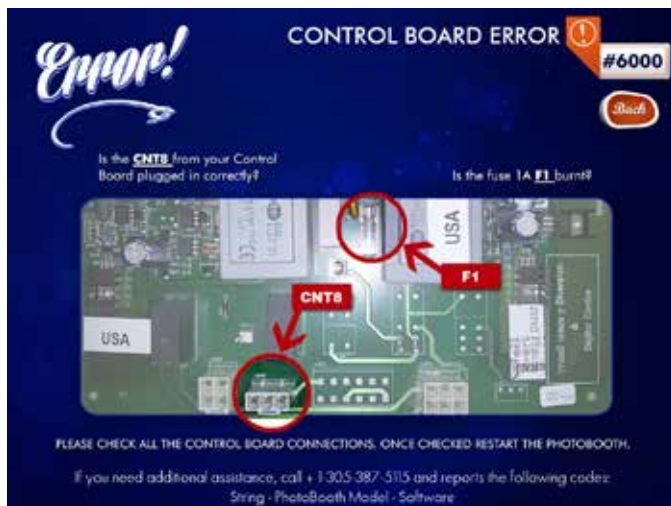 Error!
CONTROL BOARD ERROR
#6000
Back
Is the CNT8 from your Control
Board plugged in correctly?
Is the fuse 1A F1 burnt?
USA
F1
CNT8
USA
PLEASE CHECK ALL THE CONTROL BOARD CONNECTIONS. ONCE CHECKED RESTART THE PHOTOBOOTH.
If you need additional assistance, call + 1-305-387-5115 and reports the following codes:
String - PhotoBooth Model - Software